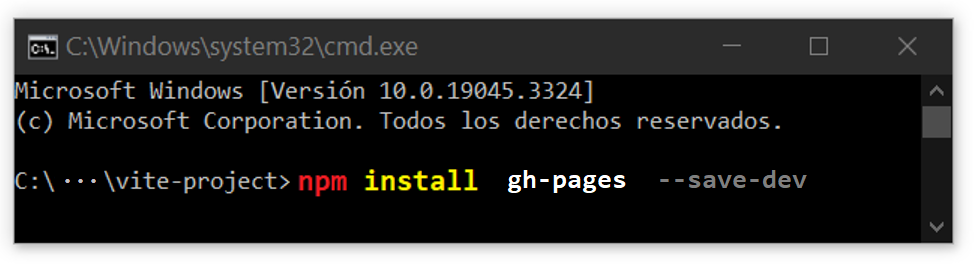 C:\Windows\system32\cmd.exe
Microsoft Windows [Versión 10.0.19045.3324]
(c) Microsoft Corporation. Todos los derechos reservados.
C:\ ··· \vite-project> npm install gh-pages --save-dev